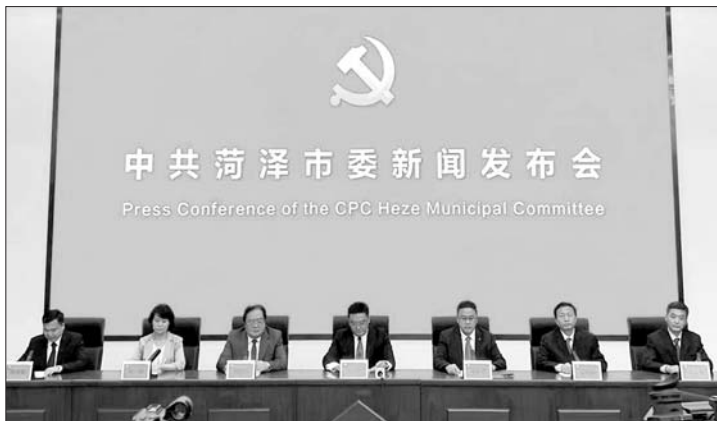 中共菏泽市委新闻发布会
Press Conference of the CPC Heze Municipal Committee